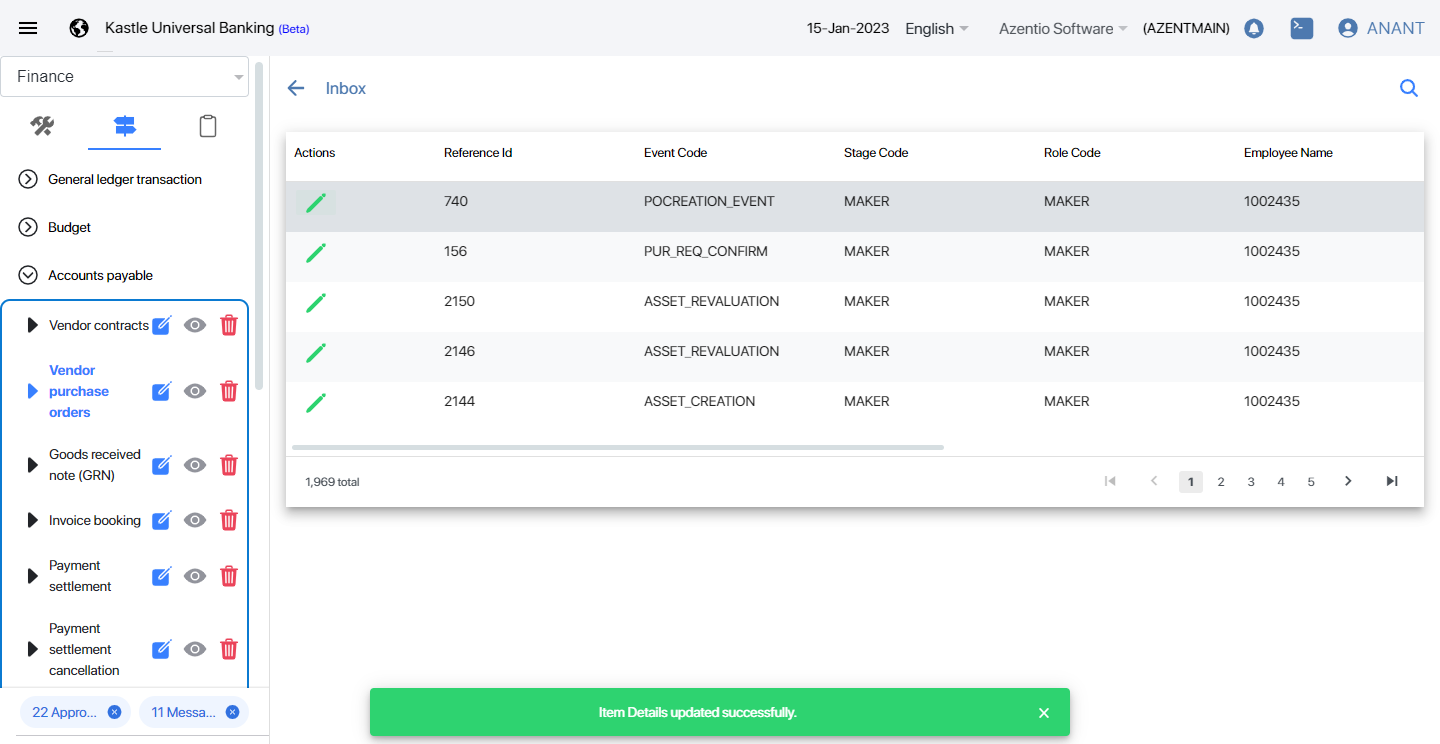 Kastle Universal Banking (Beta)
15-Jan-2023
English
Azentio Software
(AZENTMAIN)
ANANT
Finance
General ledger transaction
Budget
Accounts payable
Vendor contracts
Vendor
purchase
orders
Goods received
note (GRN)
Invoice booking
Payment
settlement
Payment
settlement
cancellation
22 Appro...
11 Messa...
Inbox
Actions Reference Id Event Code Stage Code Role Code Employee Name
740 POCREATION_EVENT MAKER MAKER 1002435
156 PUR_REQ_CONFIRM MAKER MAKER 1002435
2150 ASSET_REVALUATION MAKER MAKER 1002435
2146 ASSET_REVALUATION MAKER MAKER 1002435
2144 ASSET_CREATION MAKER MAKER 1002435
1,969 total
1 2 3 4 5
Item Details updated successfully.